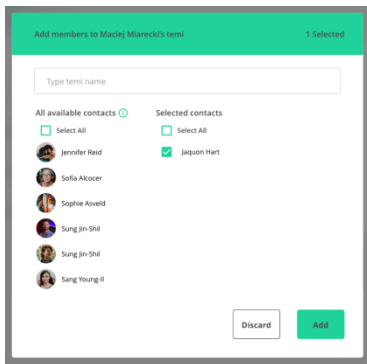 Add members to Maciej Miarecki's temi
1 Selected
Type temi name
All available contacts
Selected contacts
Select All
Select All
Jennifer Reid
Jaquon Hart
Sofía Alcocer
Sophie Asveld
Sung Jin-Shil
Sung Jin-Shil
Sang Young-Il
Discard
Add